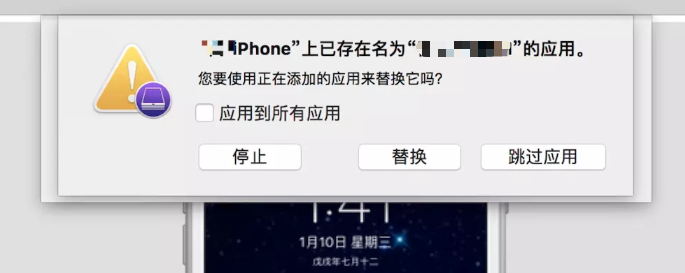 iPhone”上已存在名为“ ”的应用。
您要使用正在添加的应用来替换它吗?
应用到所有应用
停止 替换 跳过应用
1:41
1月10日 星期三
戊戌年七月十二